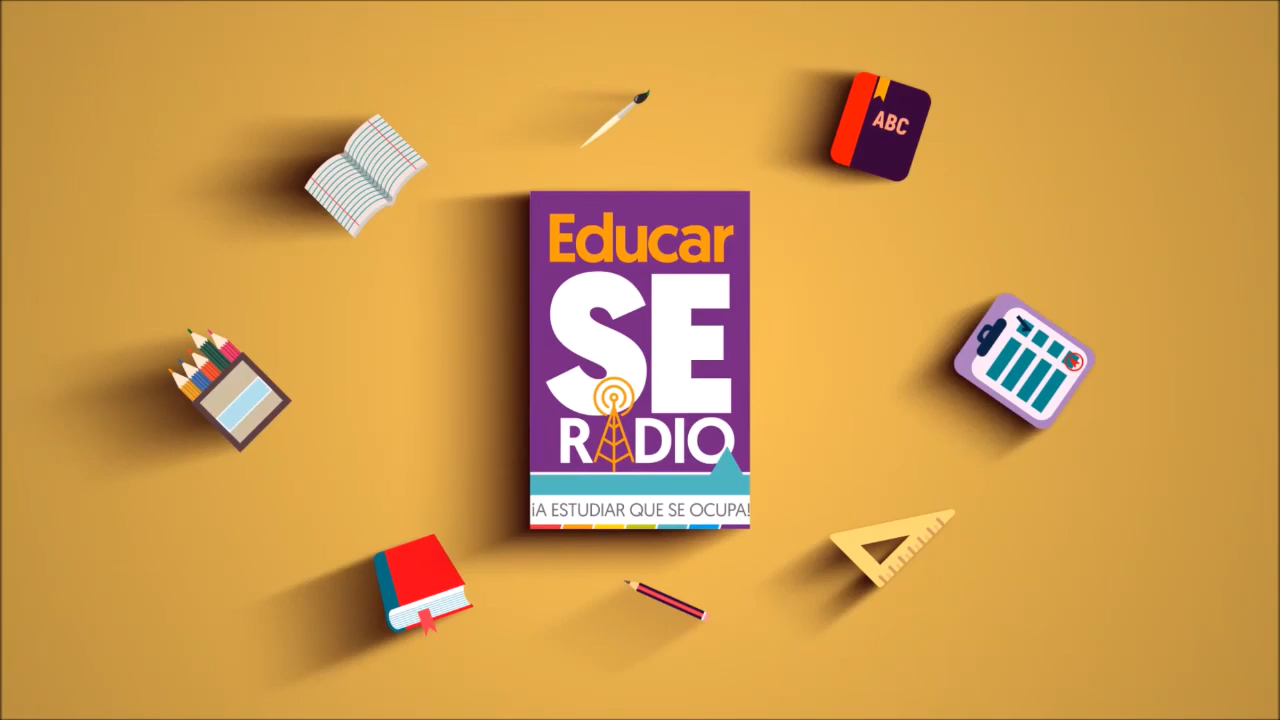 ABC
Educar
SE
RADIO
¡A ESTUDIAR QUE SE OCUPA!